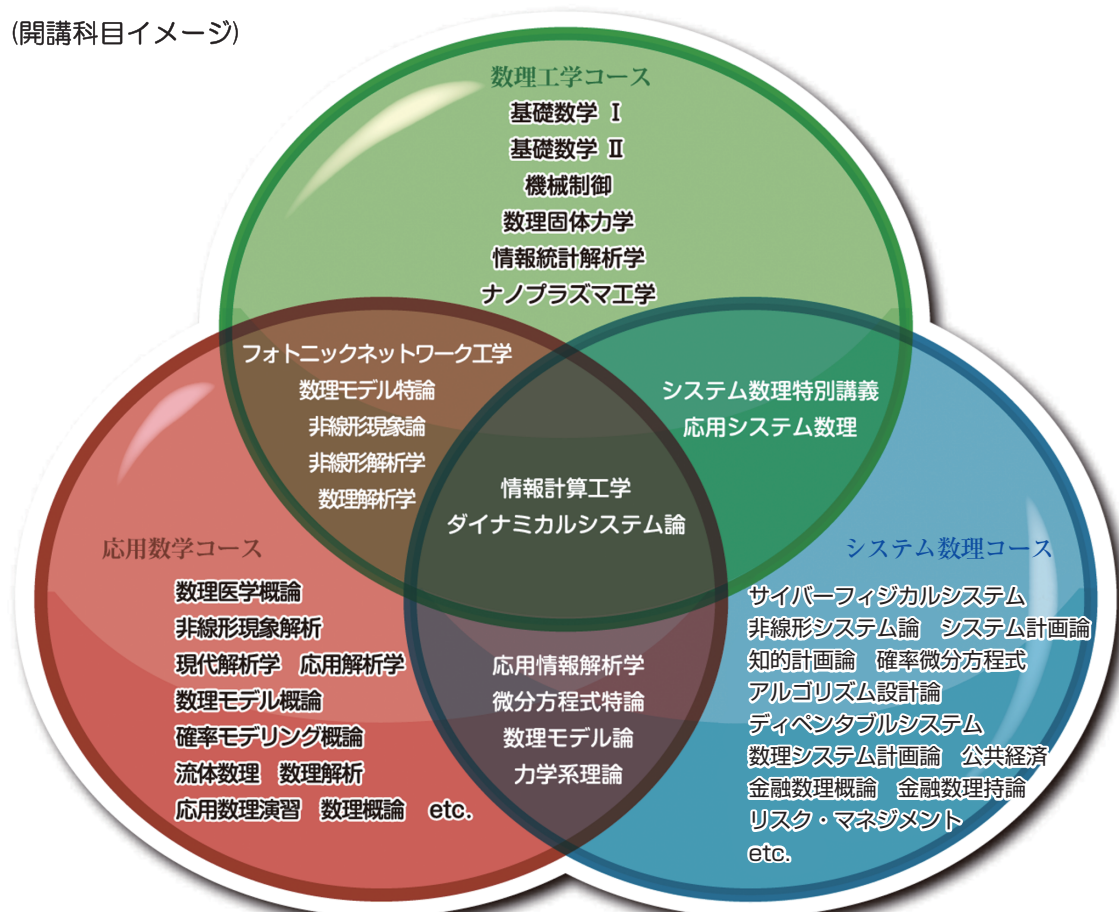 (開講科目イメージ)
数理工学コース
基礎数学 Ⅰ
基礎数学 Ⅱ
機械制御
数理固体力学
情報統計解析学
ナノプラズマ工学
フォトニックネットワーク工学
数理モデル特論
非線形現象論
非線形解析学
数理解析学
システム数理特別講義
応用システム数理
情報計算工学
ダイナミカルシステム論
応用数学コース
数理医学概論
非線形現象解析
現代解析学 応用解析学
数理モデル概論
確率モデリング概論
流体数理 数理解析
応用数理演習 数理概論 etc.
応用情報解析学
微分方程式特論
数理モデル論
力学系理論
システム数理コース
サイバーフィジカルシステム
非線形システム論 システム計画論
知的計画論 確率微分方程式
アルゴリズム設計論
ディペンタブルシステム
数理システム計画論 公共経済
金融数理概論 金融数理持論
リスク・マネジメント
etc.